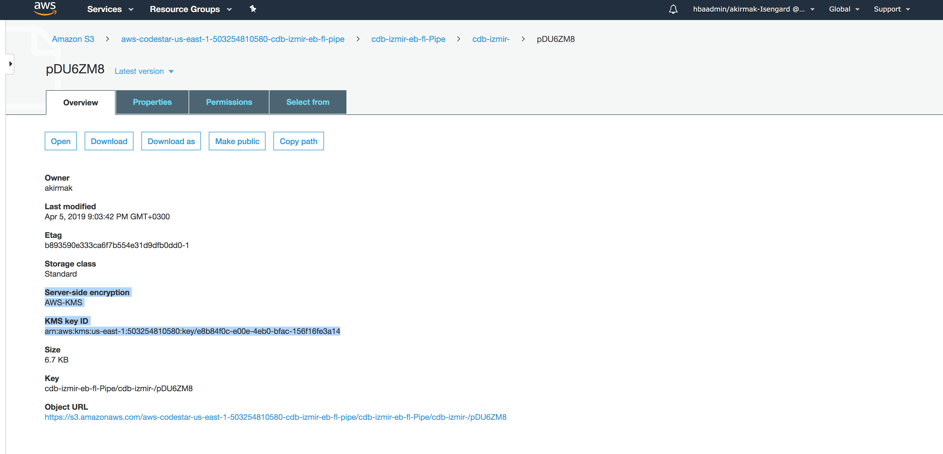 aws Services Resource Groups hbaadmin/akirmak-Isengard @... Global Support
Amazon S3 > aws-codestar-us-east-1-503254810580-cdb-izmir-eb-fl-pipe > cdb-izmir-eb-fl-Pipe > cdb-izmir- > pDU6ZM8
pDU6ZM8 Latest version
Overview Properties Permissions Select from
Open Download Download as Make public Copy path
Owner
akirmak
Last modified
Apr 5, 2019 9:03:42 PM GMT+0300
Etag
b893590e333ca6f7b554e31d9dfb0dd0-1
Storage class
Standard
Server-side encryption
AWS-KMS
KMS key ID
arn:aws:kms:us-east-1:503254810580:key/e8b84f0c-e00e-4eb0-bfac-156f16fe3a14
Size
6.7 KB
Key
cdb-izmir-eb-fl-Pipe/cdb-izmir-/pDU6ZM8
Object URL
https://s3.amazonaws.com/aws-codestar-us-east-1-503254810580-cdb-izmir-eb-fl-pipe/cdb-izmir-eb-fl-Pipe/cdb-izmir-/pDU6ZM8